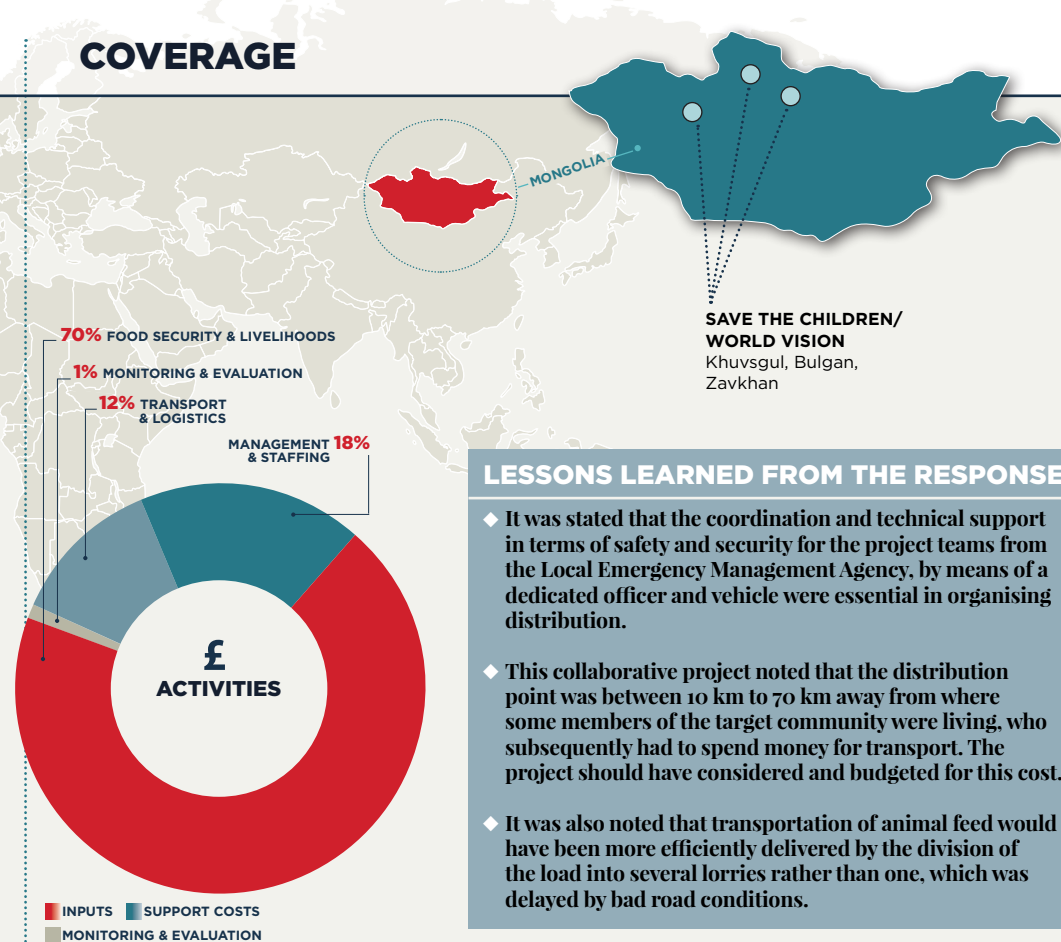 COVERAGE
MONGOLIA
SAVE THE CHILDREN/
WORLD VISION
Khuvsgul, Bulgan,
Zavkhan
70% FOOD SECURITY & LIVELIHOODS
1% MONITORING & EVALUATION
12% TRANSPORT
& LOGISTICS
MANAGEMENT 18%
& STAFFING
£
ACTIVITIES
INPUTS SUPPORT COSTS
MONITORING & EVALUATION
LESSONS LEARNED FROM THE RESPONSE
◆ It was stated that the coordination and technical support
in terms of safety and security for the project teams from
the Local Emergency Management Agency, by means of a
dedicated officer and vehicle were essential in organising
distribution.
◆ This collaborative project noted that the distribution
point was between 10 km to 70 km away from where
some members of the target community were living, who
subsequently had to spend money for transport. The
project should have considered and budgeted for this cost.
◆ It was also noted that transportation of animal feed would
have been more efficiently delivered by the division of
the load into several lorries rather than one, which was
delayed by bad road conditions.